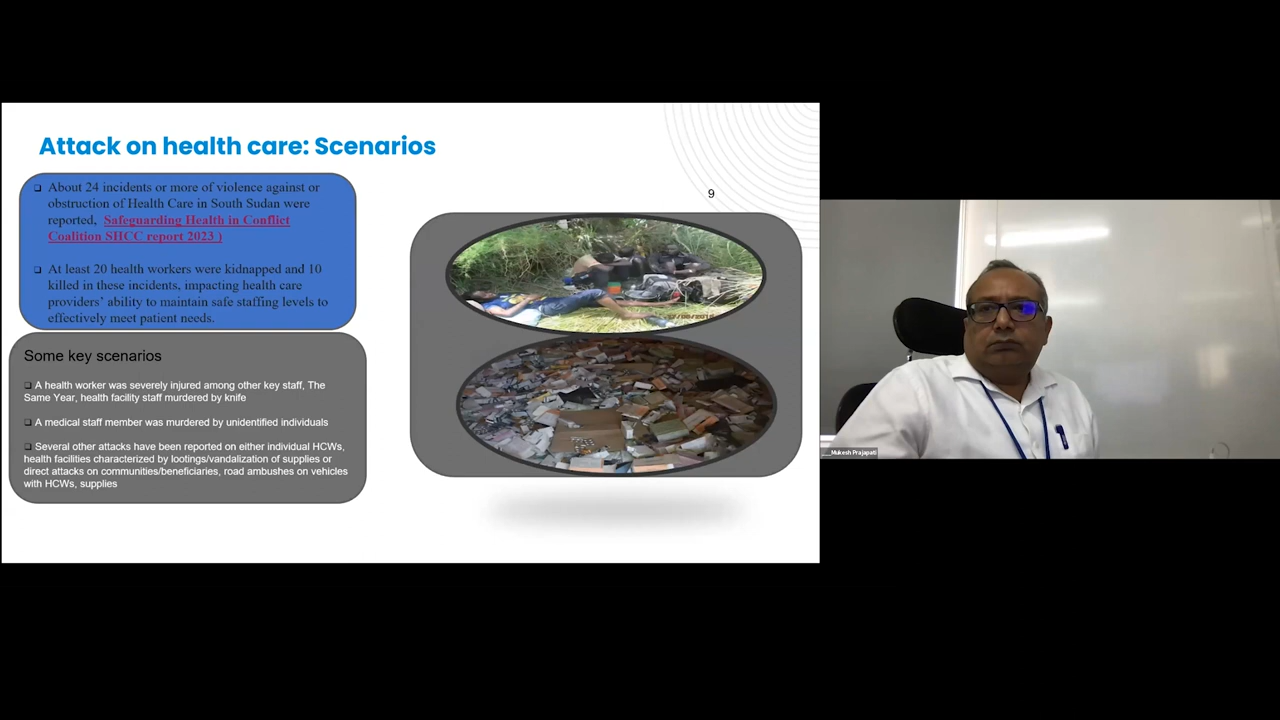 Attack on health care: Scenarios
❑ About 24 incidents or more of violence against or
obstruction of Health Care in South Sudan were
reported, Safeguarding Health in Conflict
Coalition SHCC report 2023 )
❑ At least 20 health workers were kidnapped and 10
killed in these incidents, impacting health care
providers’ ability to maintain safe staffing levels to
effectively meet patient needs.
9
Some key scenarios
❑ A health worker was severely injured among other key staff, The
Same Year, health facility staff murdered by knife
❑ A medical staff member was murdered by unidentified individuals
❑ Several other attacks have been reported on either individual HCWs,
health facilities characterized by lootings/vandalization of supplies or
direct attacks on communities/beneficiaries, road ambushes on vehicles
with HCWs, supplies
__Mukesh Prajapati